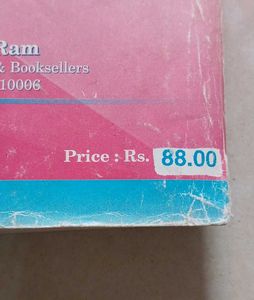 Ram
& Booksellers
10006
Price : Rs. 88.00